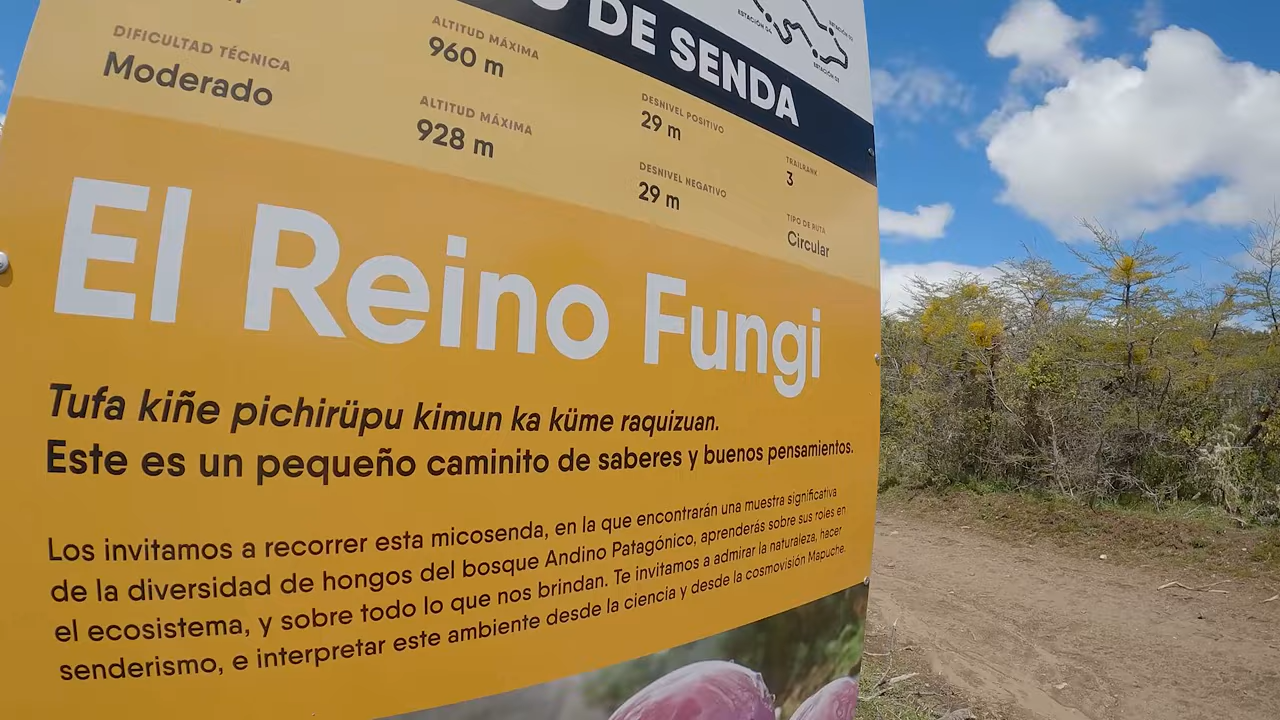 O DE SENDA
ESTACIÓN 04
DIFICULTAD TÉCNICA
Moderado
ALTITUD MÁXIMA
960 m
ALTITUD MÁXIMA
928 m
DESNIVEL POSITIVO
29 m
DESNIVEL NEGATIVO
29 m
TRAILRANK
3
TIPO DE RUTA
Circular
El Reino Fungi
Tufa kiñe pichirüpu kimun ka küme raquizuan.
Este es un pequeño caminito de saberes y buenos pensamientos.
Los invitamos a recorrer esta micosenda, en la que encontrarán una muestra significativa
de la diversidad de hongos del bosque Andino Patagónico, aprenderás sobre sus roles en
el ecosistema, y sobre todo lo que nos brindan. Te invitamos a admirar la naturaleza, hacer
senderismo, e interpretar este ambiente desde la ciencia y desde la cosmovisión Mapuche.